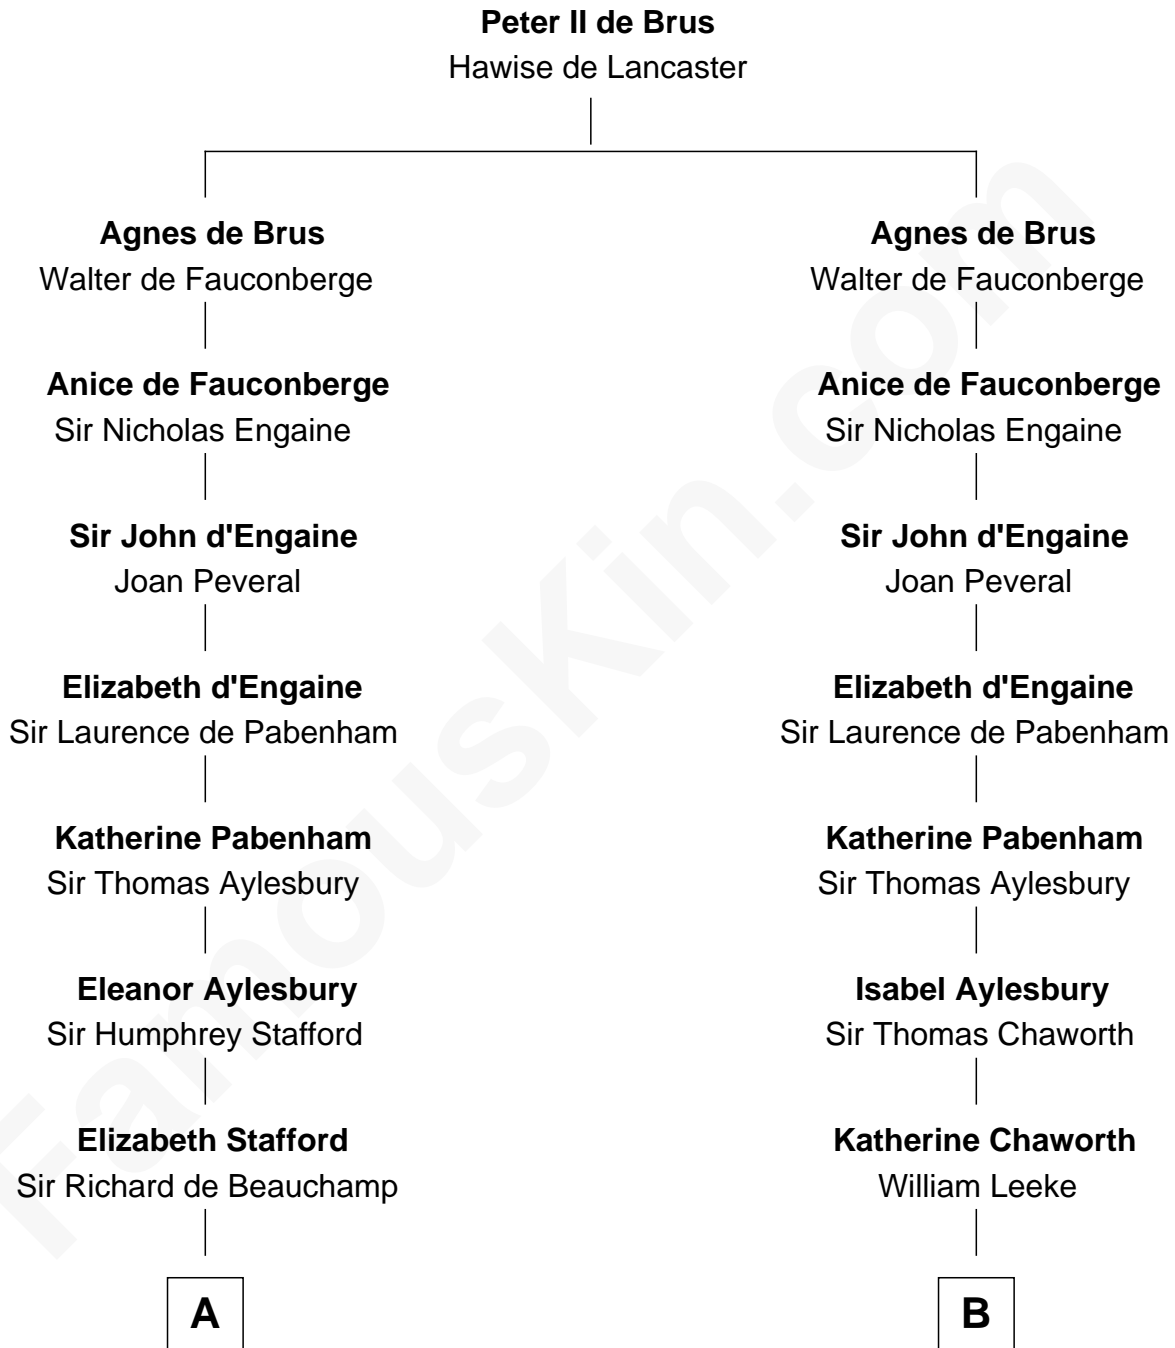 Peter II de Brus
Hawise de Lancaster
Agnes de Brus
Walter de Fauconberge
Agnes de Brus
Walter de Fauconberge
Anice de Fauconberge
Sir Nicholas Engaine
Anice de Fauconberge
Sir Nicholas Engaine
Sir John d'Engaine
Joan Peveral
Sir John d'Engaine
Joan Peveral
Elizabeth d'Engaine
Sir Laurence de Pabenham
Elizabeth d'Engaine
Sir Laurence de Pabenham
Katherine Pabenham
Sir Thomas Aylesbury
Katherine Pabenham
Sir Thomas Aylesbury
Eleanor Aylesbury
Sir Humphrey Stafford
Isabel Aylesbury
Sir Thomas Chaworth
Elizabeth Stafford
Sir Richard de Beauchamp
Katherine Chaworth
William Leeke
A
B
FamousKin.com